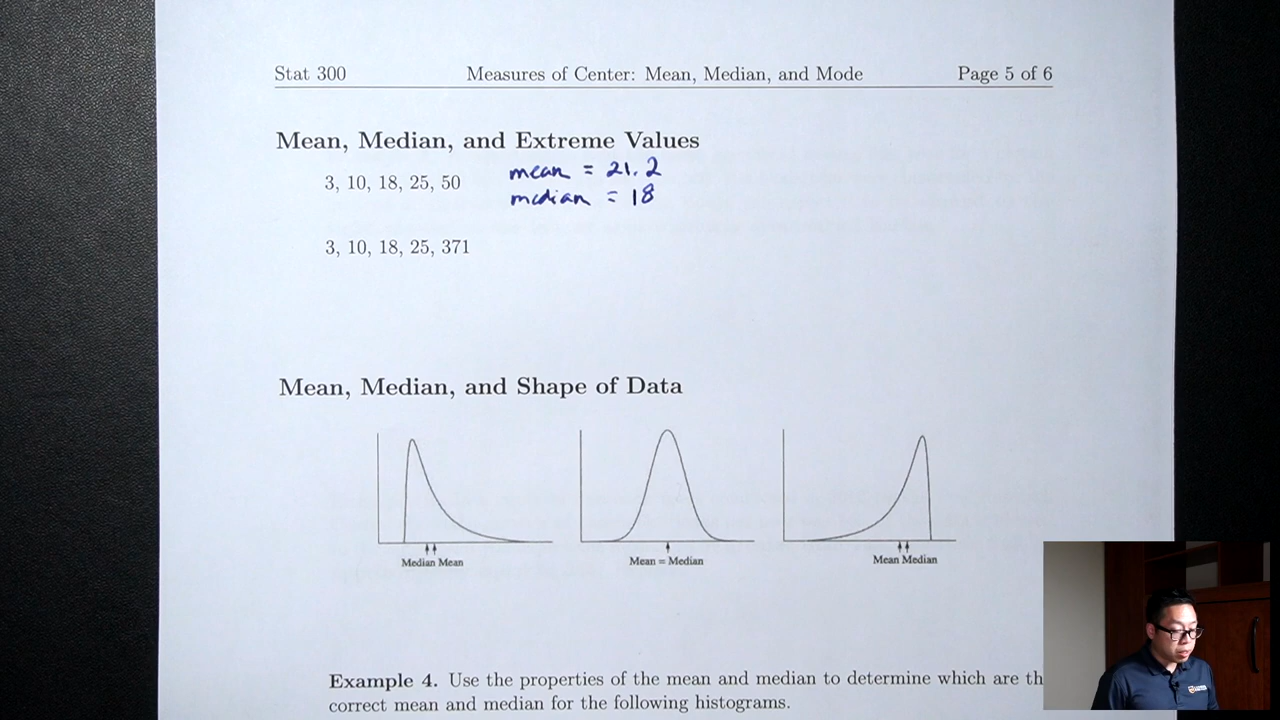 Stat 300 Measures of Center: Mean, Median, and Mode Page 5 of 6
Mean, Median, and Extreme Values
3, 10, 18, 25, 50 mean = 21.2
median = 18
3, 10, 18, 25, 371
Mean, Median, and Shape of Data
Median Mean Mean = Median Mean Median
Example 4. Use the properties of the mean and median to determine which are th
correct mean and median for the following histograms.